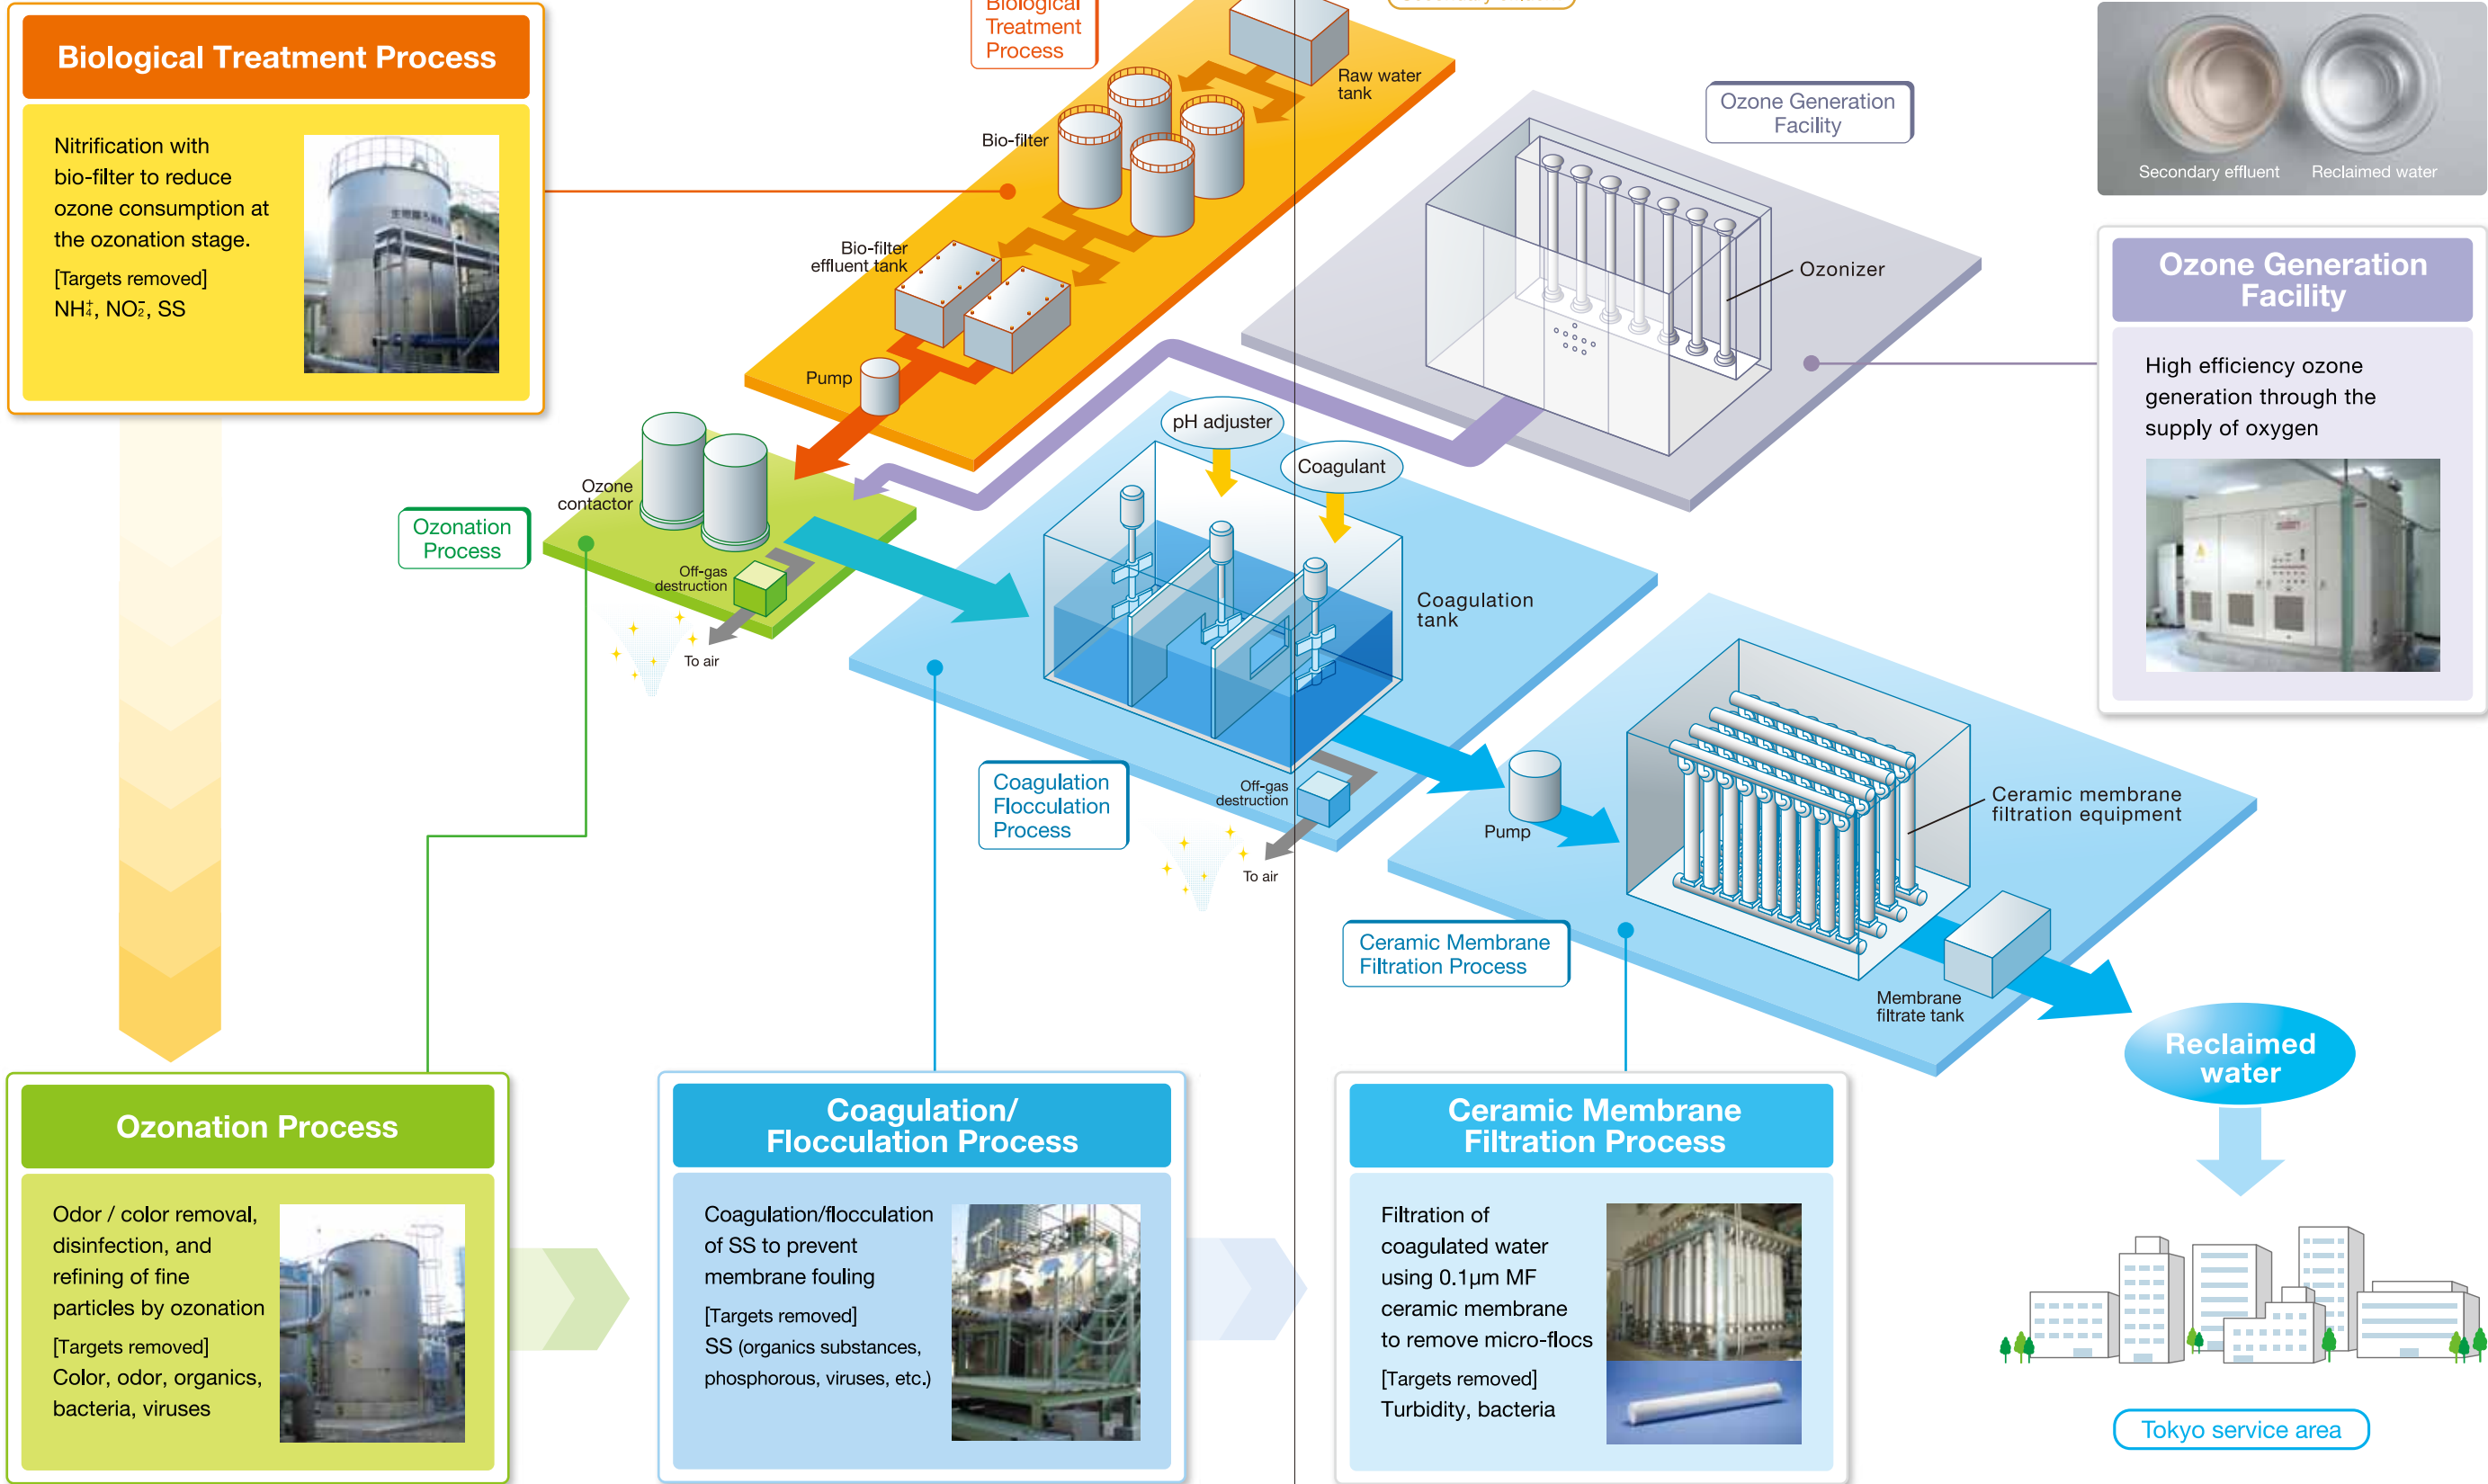 Biological Treatment Process
Nitrification with
bio-filter to reduce
ozone consumption at
the ozonation stage.
[Targets removed]
NH₄⁺, NO₂⁻, SS
Biological
Treatment
Process
Raw water
tank
Bio-filter
Bio-filter
effluent tank
Pump
Ozone Generation
Facility
Ozonizer
Secondary effluent
Reclaimed water
Ozone Generation
Facility
High efficiency ozone
generation through the
supply of oxygen
pH adjuster
Coagulant
Ozone
contactor
Ozonation
Process
Off-gas
destruction
To air
Coagulation
tank
Coagulation
Flocculation
Process
Off-gas
destruction
To air
Pump
Ceramic membrane
filtration equipment
Ceramic Membrane
Filtration Process
Membrane
filtrate tank
Reclaimed
water
Ozonation Process
Odor / color removal,
disinfection, and
refining of fine
particles by ozonation
[Targets removed]
Color, odor, organics,
bacteria, viruses
Coagulation/
Flocculation Process
Coagulation/flocculation
of SS to prevent
membrane fouling
[Targets removed]
SS (organics substances,
phosphorous, viruses, etc.)
Ceramic Membrane
Filtration Process
Filtration of
coagulated water
using 0.1µm MF
ceramic membrane
to remove micro-flocs
[Targets removed]
Turbidity, bacteria
Tokyo service area